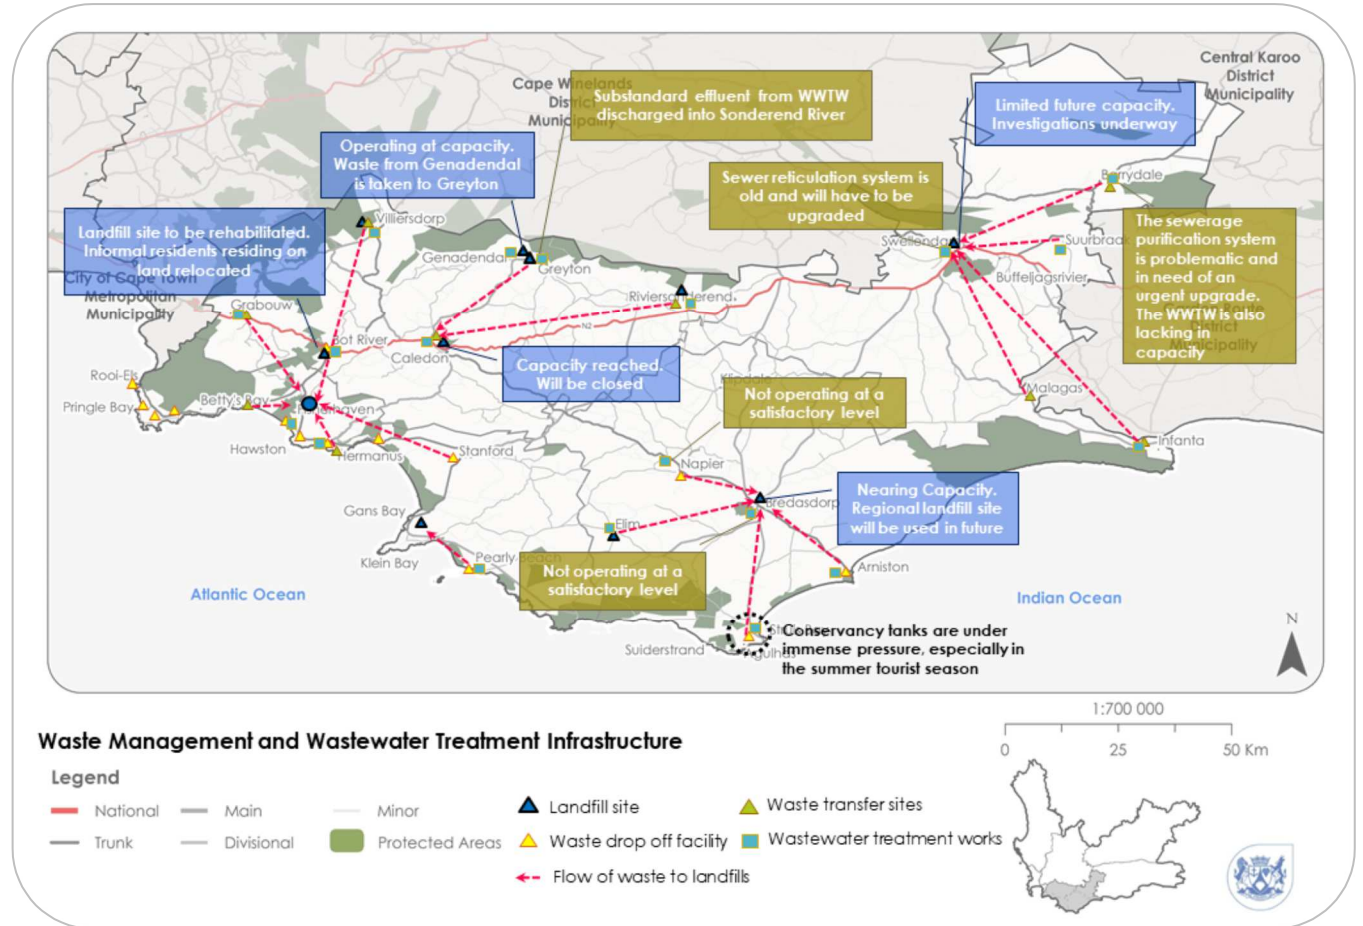 Central Karoo
District
Municipality
Cape Winelands
District
Municipality
Substandard effluent from WWTW
discharged into Sonderend River
Limited future capacity.
Investigations underway
Operating at capacity.
Waste from Genadendal
is taken to Greyton
Sewer reticulation system is
old and will have to be
upgraded
Landfill site to be rehabilitated.
Informal residents residing on
land relocated
The sewerage
purification system
is problematic and
in need of an
urgent upgrade.
The WWTW is also
lacking in
capacity
City of Cape Town
Metropolitan
Municipality
District
Municipality
Villiersdorp
Genadendal
Greyton
Swellenda
Suurbraak
Buffeljagsrivier
Grabouw
Bot River
N2
Caledon
Capacity reached.
Will be closed
Rooi-Els
Pringle Bay
Betty's Bay
Malagas
Not operating at a
satisfactory level
Hawston
Hermanus
Stanford
Napier
Infanta
Nearing Capacity.
Regional landfill site
will be used in future
Bredasdorp
Gans Bay
Elim
Klein Bay
Pearly Beach
Not operating at a
satisfactory level
Arniston
Atlantic Ocean
Indian Ocean
Suiderstrand
Conservancy tanks are under
immense pressure, especially in
the summer tourist season
N
Waste Management and Wastewater Treatment Infrastructure
1:700 000
0 25 50 Km
Legend
National
Main
Minor
Landfill site
Waste transfer sites
Trunk
Divisional
Protected Areas
Waste drop off facility
Wastewater treatment works
Flow of waste to landfills